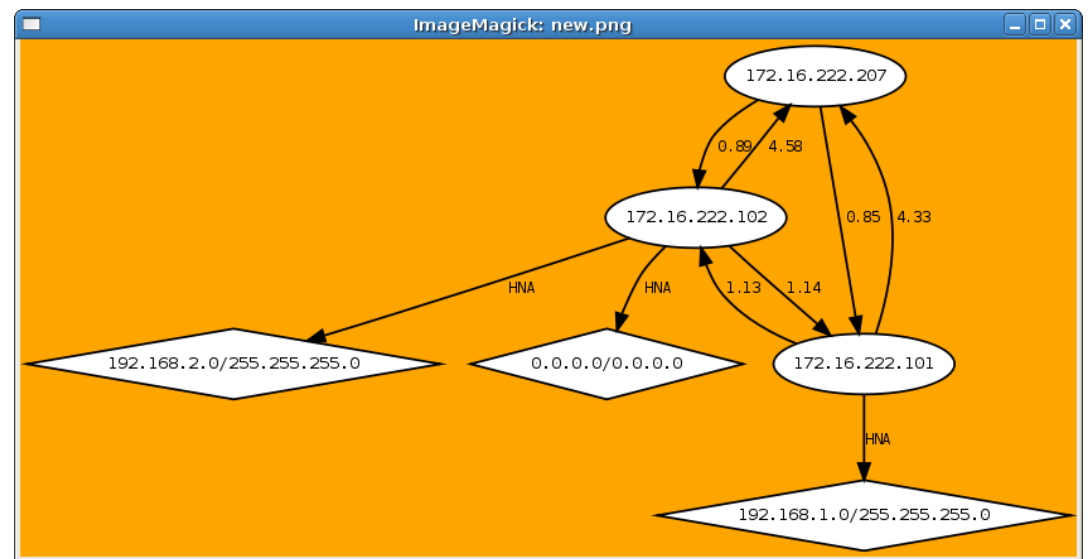 ImageMagick: new.png
172.16.222.207
0.89 4.58
172.16.222.102
0.85 4.33
HNA HNA 1.13 1.14
192.168.2.0/255.255.255.0 0.0.0.0/0.0.0.0 172.16.222.101
HNA
192.168.1.0/255.255.255.0